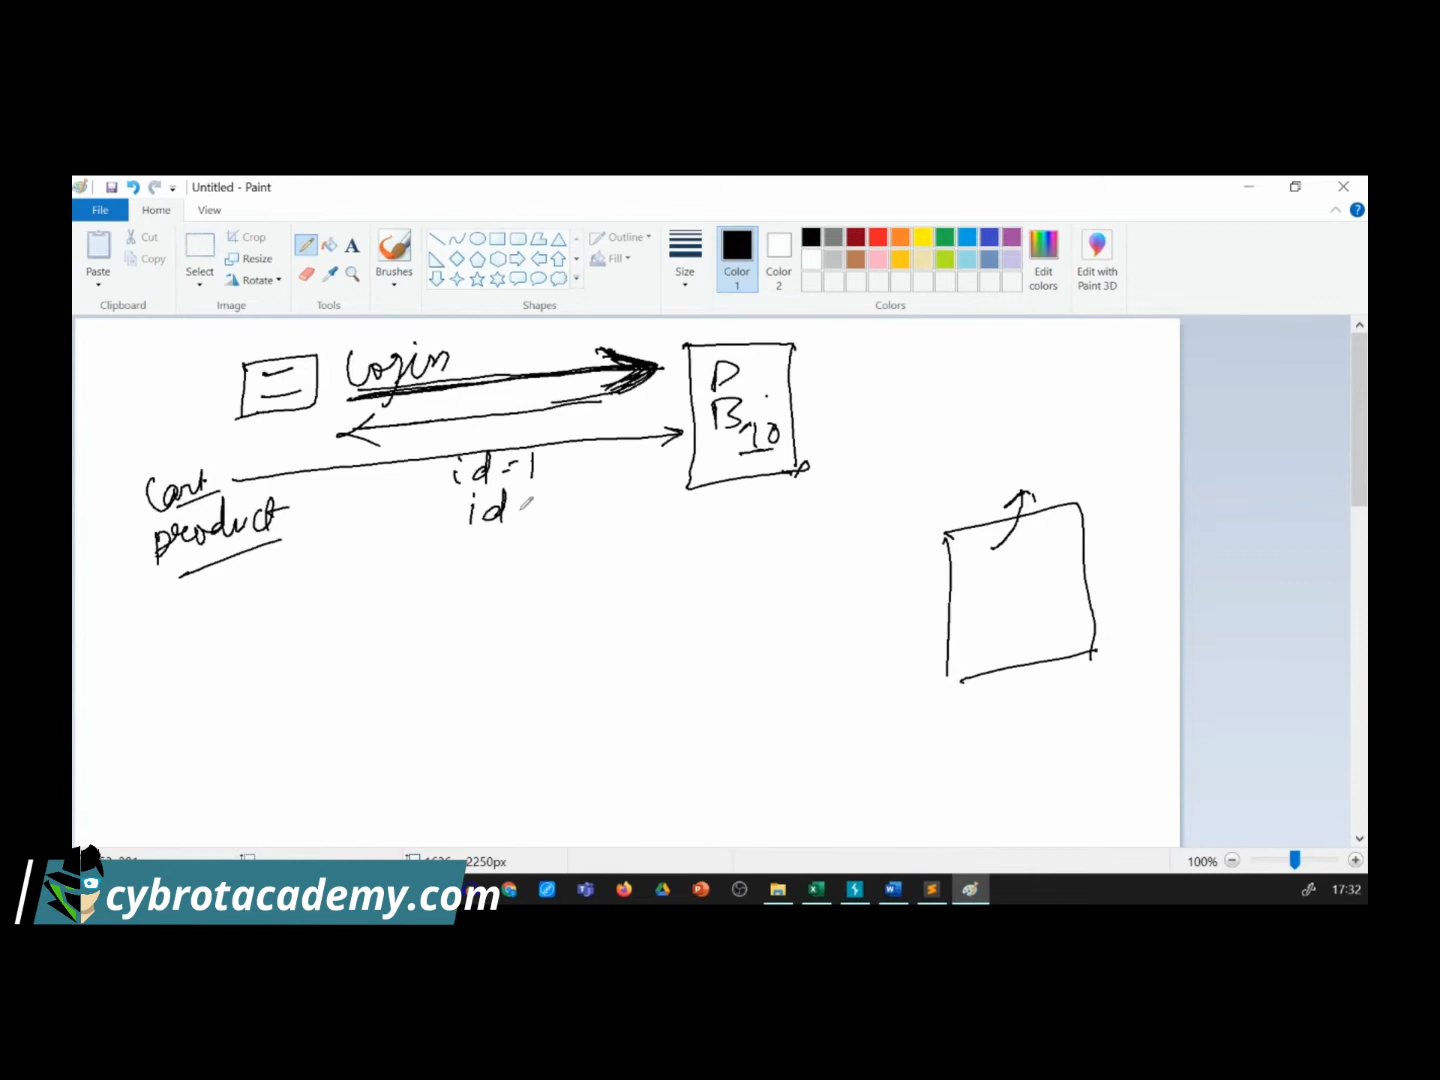 Untitled - Paint
File
Home
View
Paste
Cut
Copy
Clipboard
Select
Crop
Resize
Rotate
Image
A
Tools
Brushes
Outline
Fill
Shapes
Size
Color
1
Color
2
Edit
colors
Edit with
Paint 3D
Colors
?
Login
D
B
Cart
product
id = 1
id
2250px
100%
17:32
cybrotacademy.com